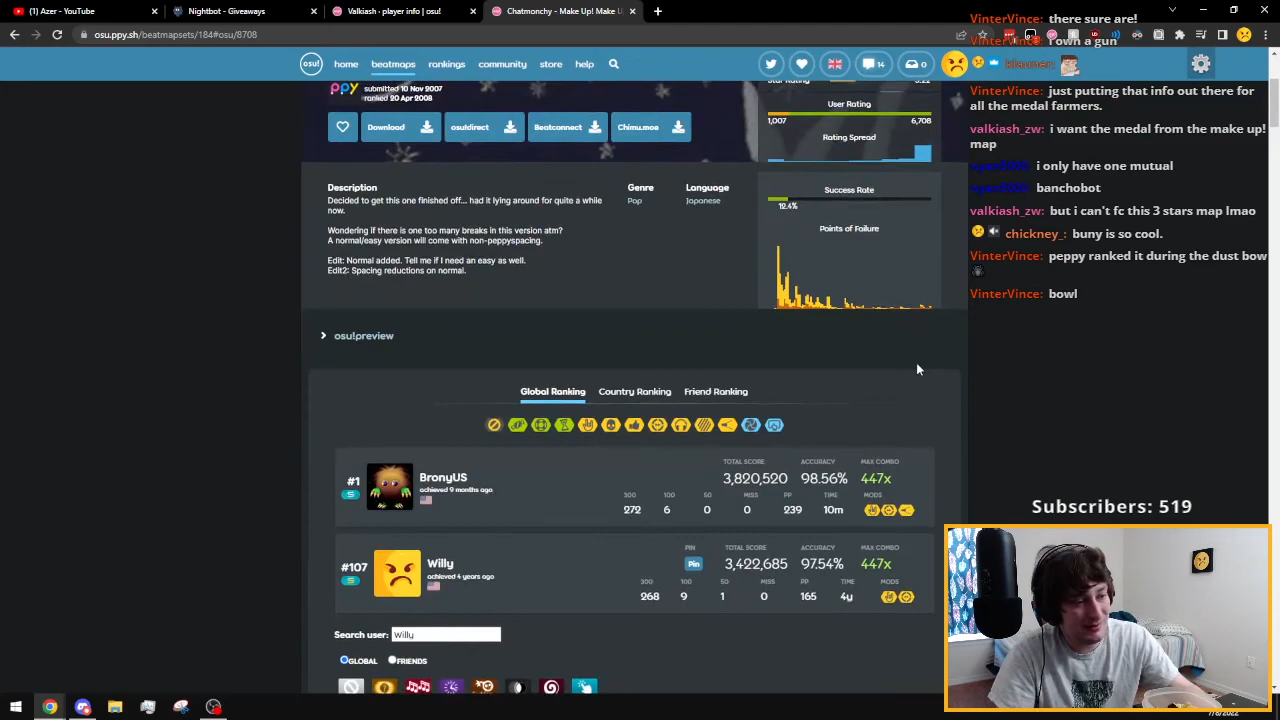 (1) Azer - YouTube
Nightbot - Giveaways
Valkiash · player info | osu!
Chatmonchy - Make Up! Make U
osu.ppy.sh/beatmapsets/184#osu/8708
osu!
home
beatmaps
rankings
community
store
help
14
0
PPY
submitted 10 Nov 2007
ranked 20 Apr 2008
Download
osu!direct
Beatconnect
Chimu.moe
Star Rating
User Rating
1,007
6,708
Rating Spread
Description
Decided to get this one finished off... had it lying around for quite a while
now.
Wondering if there is one too many breaks in this version atm?
A normal/easy version will come with non-peppyspacing.
Edit: Normal added. Tell me if I need an easy as well.
Edit2: Spacing reductions on normal.
Genre
Pop
Language
Japanese
Success Rate
12.4%
Points of Failure
osu!preview
Global Ranking
Country Ranking
Friend Ranking
#1
S
BronyUS
achieved 9 months ago
TOTAL SCORE
3,820,520
ACCURACY
98.56%
MAX COMBO
447x
300
272
100
6
50
0
MISS
0
PP
239
TIME
10m
MODS
#107
S
Willy
achieved 4 years ago
PIN
Pin
TOTAL SCORE
3,422,685
ACCURACY
97.54%
MAX COMBO
447x
300
268
100
9
50
1
MISS
0
PP
165
TIME
4y
MODS
Search user:
Willy
GLOBAL
FRIENDS
VinterVince: there sure are!
i own a gun
klaumer:
VinterVince: just putting that info out there for
all the medal farmers.
valkiash_zw: i want the medal from the make up!
map
i only have one mutual
banchobot
valkiash_zw: but i can't fc this 3 stars map lmao
chickney_: buny is so cool.
VinterVince: peppy ranked it during the dust bow
VinterVince: bowl
Subscribers: 519
7/8/2022